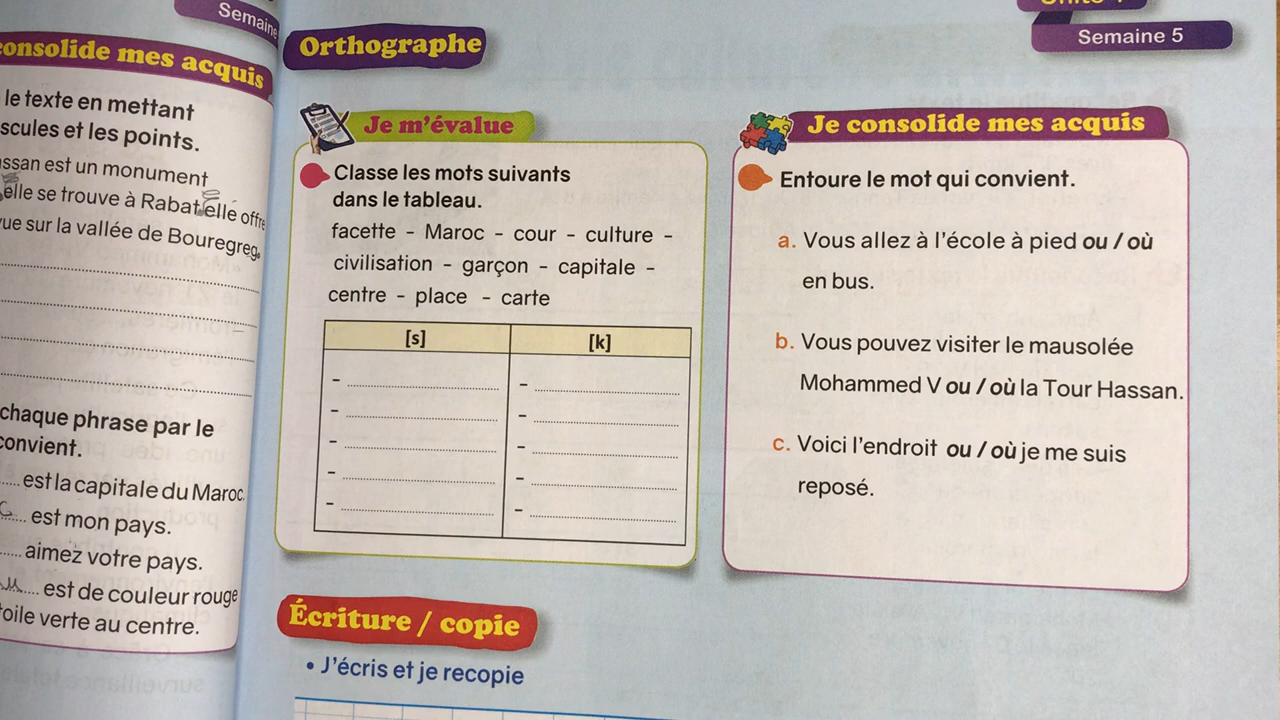 Semaine
consolide mes acquis
le texte en mettant
scules et les points.
ssan est un monument
elle se trouve à Rabat elle offre
vue sur la vallée de Bouregreg.
chaque phrase par le
convient.
..... est la capitale du Maroc.
..... est mon pays.
..... aimez votre pays.
..... est de couleur rouge
toile verte au centre.
Orthographe
Semaine 5
Je m'évalue
Classe les mots suivants
dans le tableau.
facette - Maroc - cour - culture -
civilisation - garçon - capitale -
centre - place - carte
[s] [k]
- -
- -
- -
- -
- -
Je consolide mes acquis
Entoure le mot qui convient.
a. Vous allez à l'école à pied ou / où
en bus.
b. Vous pouvez visiter le mausolée
Mohammed V ou / où la Tour Hassan.
c. Voici l'endroit ou / où je me suis
reposé.
Écriture / copie
• J'écris et je recopie